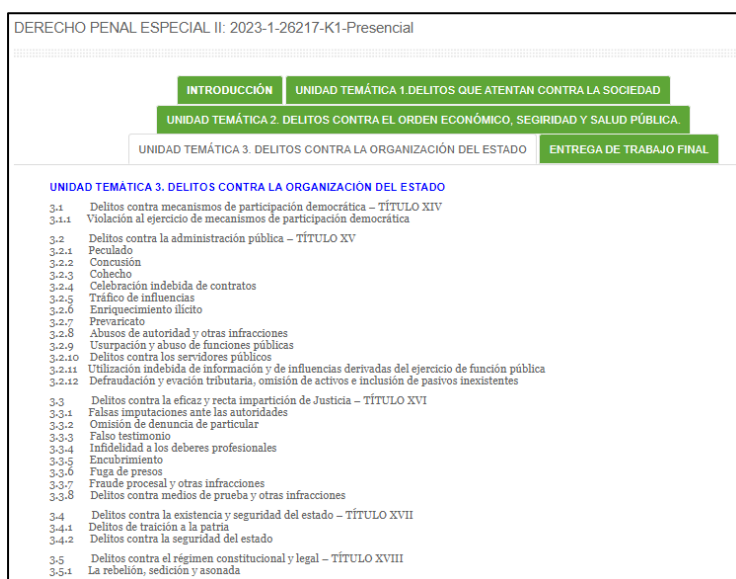 DERECHO PENAL ESPECIAL II: 2023-1-26217-K1-Presencial
INTRODUCCIÓN UNIDAD TEMÁTICA 1.DELITOS QUE ATENTAN CONTRA LA SOCIEDAD
UNIDAD TEMÁTICA 2. DELITOS CONTRA EL ORDEN ECONÓMICO, SEGIRIDAD Y SALUD PÚBLICA.
UNIDAD TEMÁTICA 3. DELITOS CONTRA LA ORGANIZACIÓN DEL ESTADO ENTREGA DE TRABAJO FINAL
UNIDAD TEMÁTICA 3. DELITOS CONTRA LA ORGANIZACIÓN DEL ESTADO
3.1 Delitos contra mecanismos de participación democrática – TÍTULO XIV
3.1.1 Violación al ejercicio de mecanismos de participación democrática
3.2 Delitos contra la administración pública – TÍTULO XV
3.2.1 Peculado
3.2.2 Concusión
3.2.3 Cohecho
3.2.4 Celebración indebida de contratos
3.2.5 Tráfico de influencias
3.2.6 Enriquecimiento ilícito
3.2.7 Prevaricato
3.2.8 Abusos de autoridad y otras infracciones
3.2.9 Usurpación y abuso de funciones públicas
3.2.10 Delitos contra los servidores públicos
3.2.11 Utilización indebida de información y de influencias derivadas del ejercicio de función pública
3.2.12 Defraudación y evación tributaria, omisión de activos e inclusión de pasivos inexistentes
3.3 Delitos contra la eficaz y recta impartición de Justicia – TÍTULO XVI
3.3.1 Falsas imputaciones ante las autoridades
3.3.2 Omisión de denuncia de particular
3.3.3 Falso testimonio
3.3.4 Infidelidad a los deberes profesionales
3.3.5 Encubrimiento
3.3.6 Fuga de presos
3.3.7 Fraude procesal y otras infracciones
3.3.8 Delitos contra medios de prueba y otras infracciones
3.4 Delitos contra la existencia y seguridad del estado – TÍTULO XVII
3.4.1 Delitos de traición a la patria
3.4.2 Delitos contra la seguridad del estado
3.5 Delitos contra el régimen constitucional y legal – TÍTULO XVIII
3.5.1 La rebelión, sedición y asonada